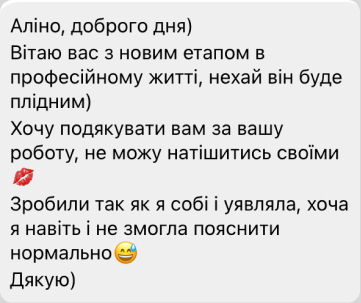 Аліно, доброго дня)
Вітаю вас з новим етапом в
професійному житті, нехай він буде
плідним)
Хочу подякувати вам за вашу
роботу, не можу натішитись своїми
💋
Зробили так як я собі і уявляла, хоча
я навіть і не змогла пояснити
нормально😅
Дякую)